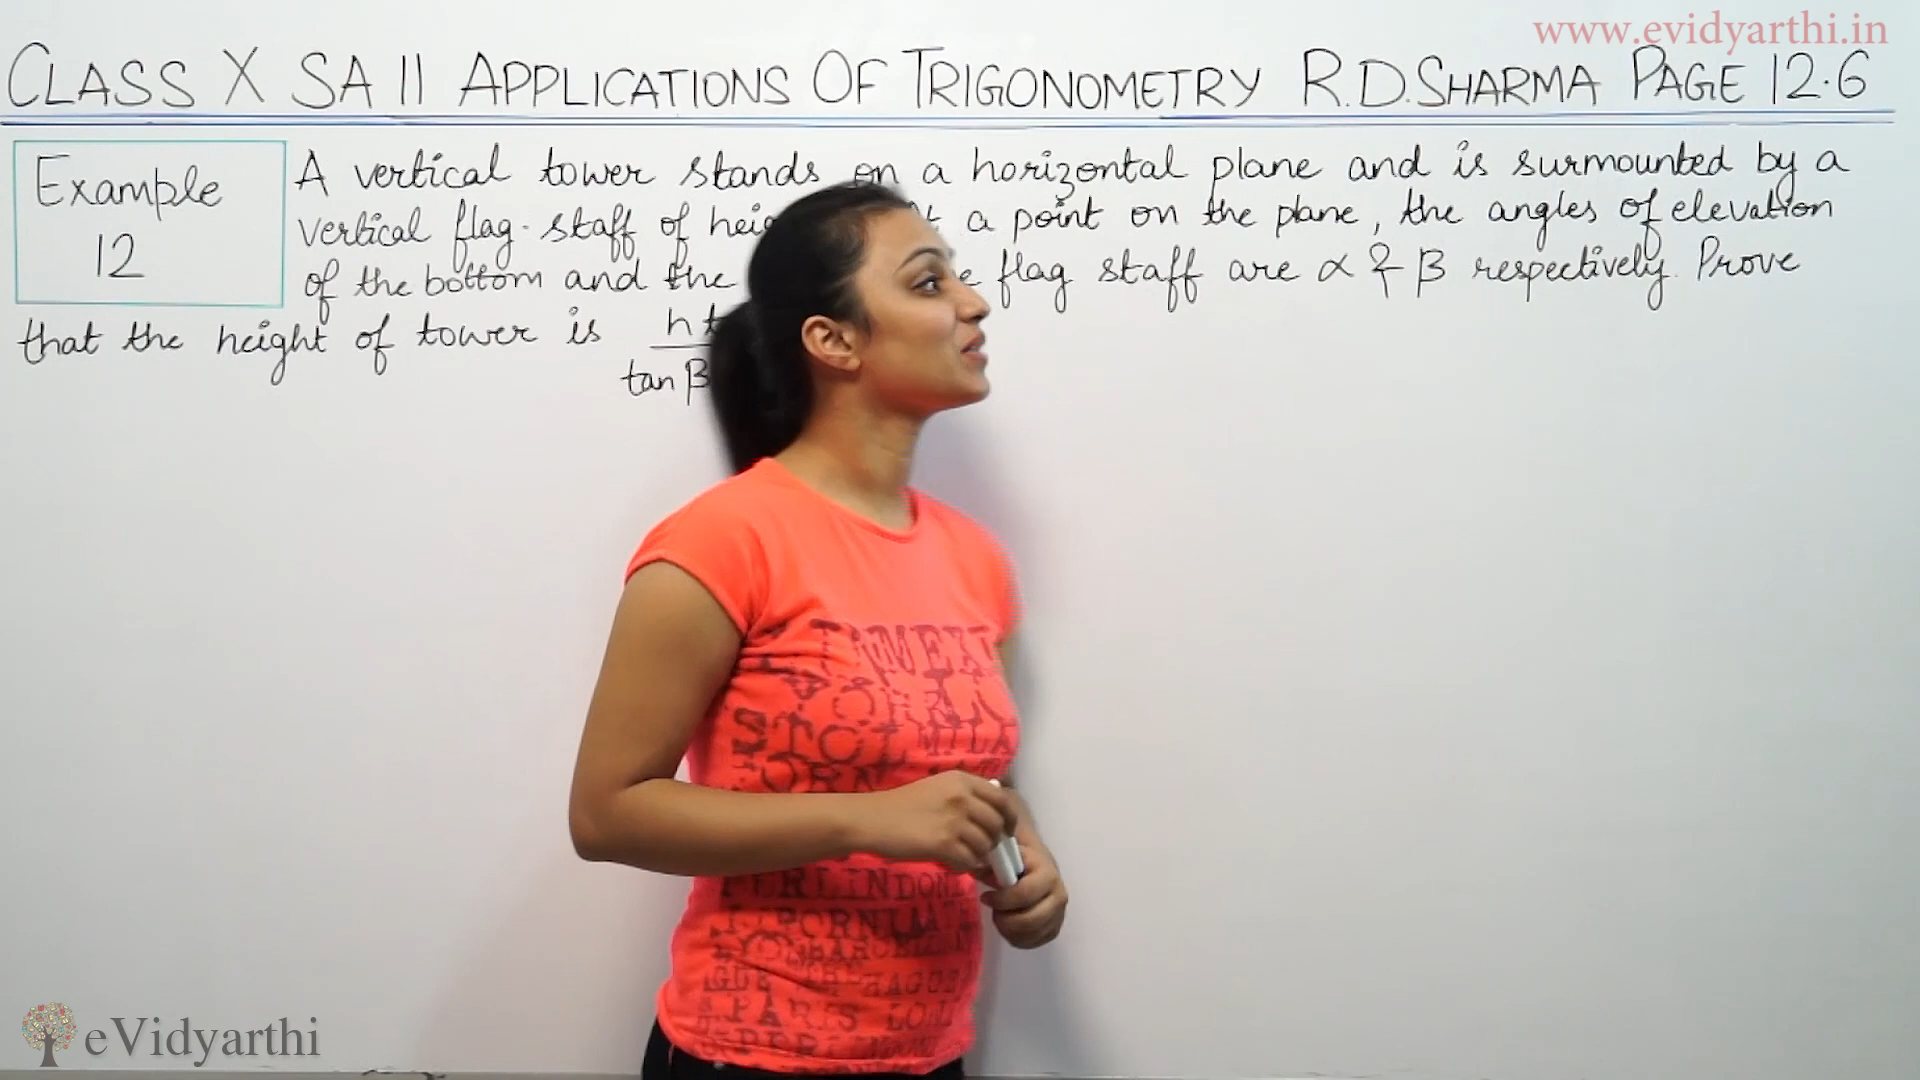 www.evidyarthi.in
CLASS X SA II APPLICATIONS OF TRIGONOMETRY R.D.SHARMA PAGE 12.6
Example
12
A vertical tower stands on a horizontal plane and is surmounted by a
vertical flag-staff of a point on the plane, the angles of elevation
of the bottom and the flag staff are α & β respectively. Prove
that the height of tower is h
tan β
eVidyarthi